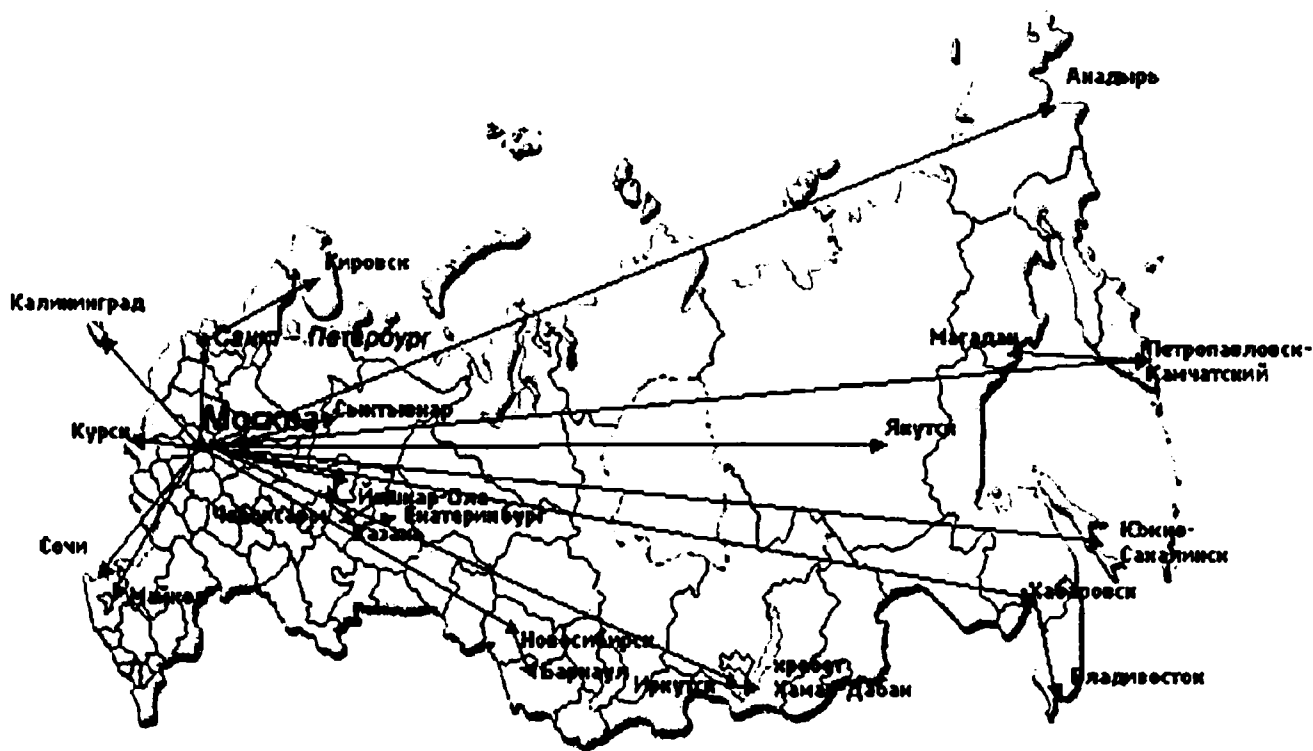 Анадырь
Кировск
Калининград
Санкт – Петербург
Магадан
Петропавловск-
Камчатский
Москва
Сыктывкар
Курск
Якутск
Йошкар-Ола
Чебоксары
Екатеринбург
Казань
Южно-
Сахалинск
Сочи
Майкоп
Хабаровск
Новосибирск
хребет
Барнаул
Иркутск
Хамар-Дабан
Владивосток